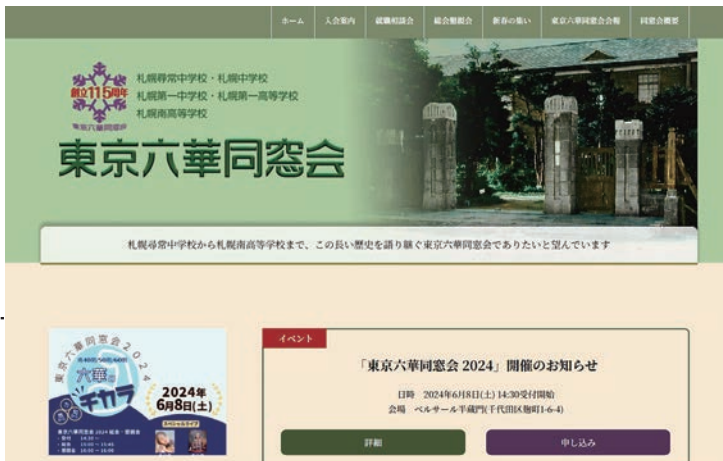 ホーム 入会案内 就職相談会 総会懇親会 新春の集い 東京六華同窓会会報 同窓会概要
創立115周年
東京六華同窓会
札幌尋常中学校・札幌中学校
札幌第一中学校・札幌第一高等学校
札幌南高等学校
東京六華同窓会
札幌尋常中学校から札幌南高等学校まで、この長い歴史を語り継ぐ東京六華同窓会でありたいと望んでいます
東京六華同窓会2024
六華の
チカラ
2024年
6月8日(土)
スペシャルライブ
イベント
「東京六華同窓会 2024」開催のお知らせ
日時 2024年6月8日(土) 14:30受付開始
会場 ベルサール半蔵門(千代田区麹町1-6-4)
詳細
申し込み